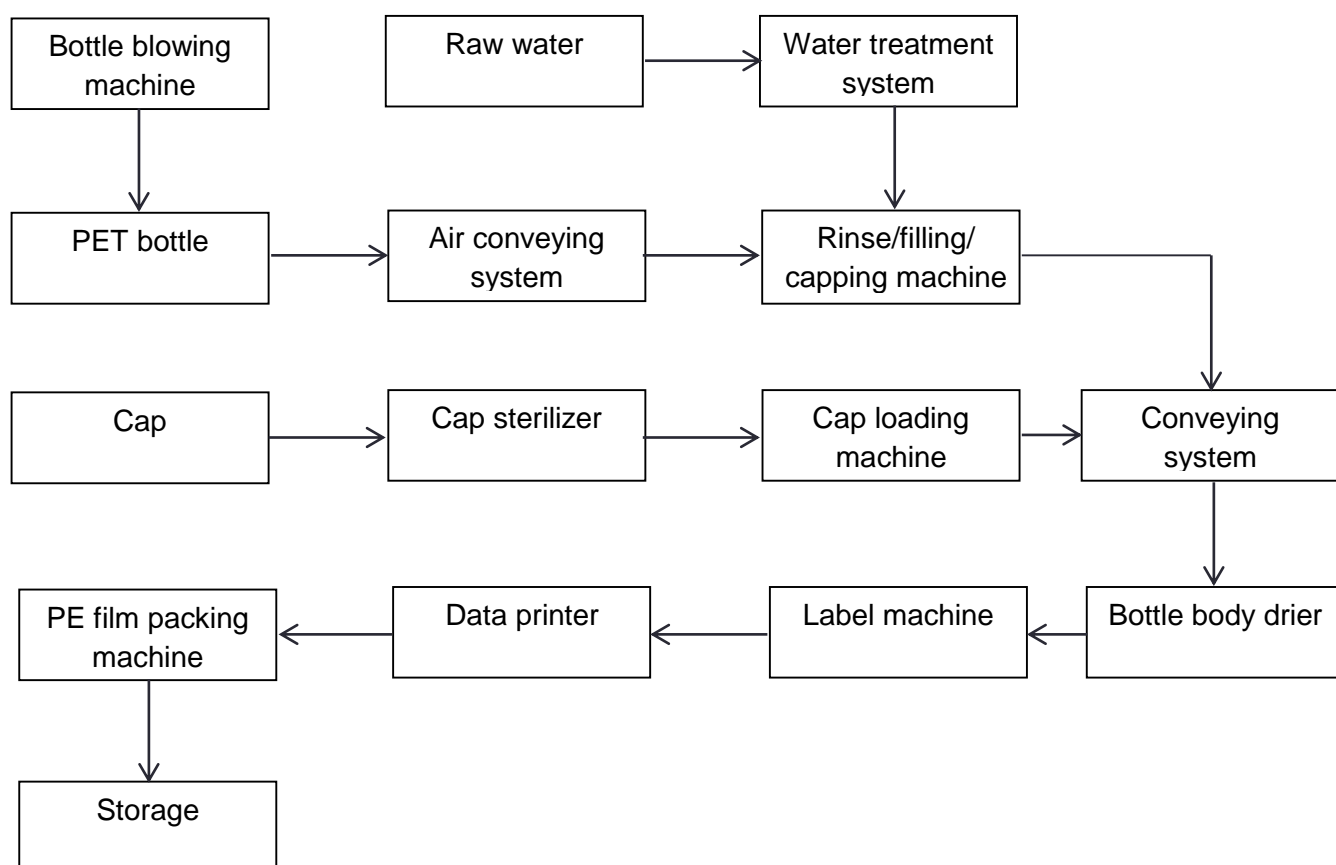 Bottle blowing
machine
Raw water
Water treatment
system
PET bottle
Air conveying
system
Rinse/filling/
capping machine
Cap
Cap sterilizer
Cap loading
machine
Conveying
system
PE film packing
machine
Data printer
Label machine
Bottle body drier
Storage